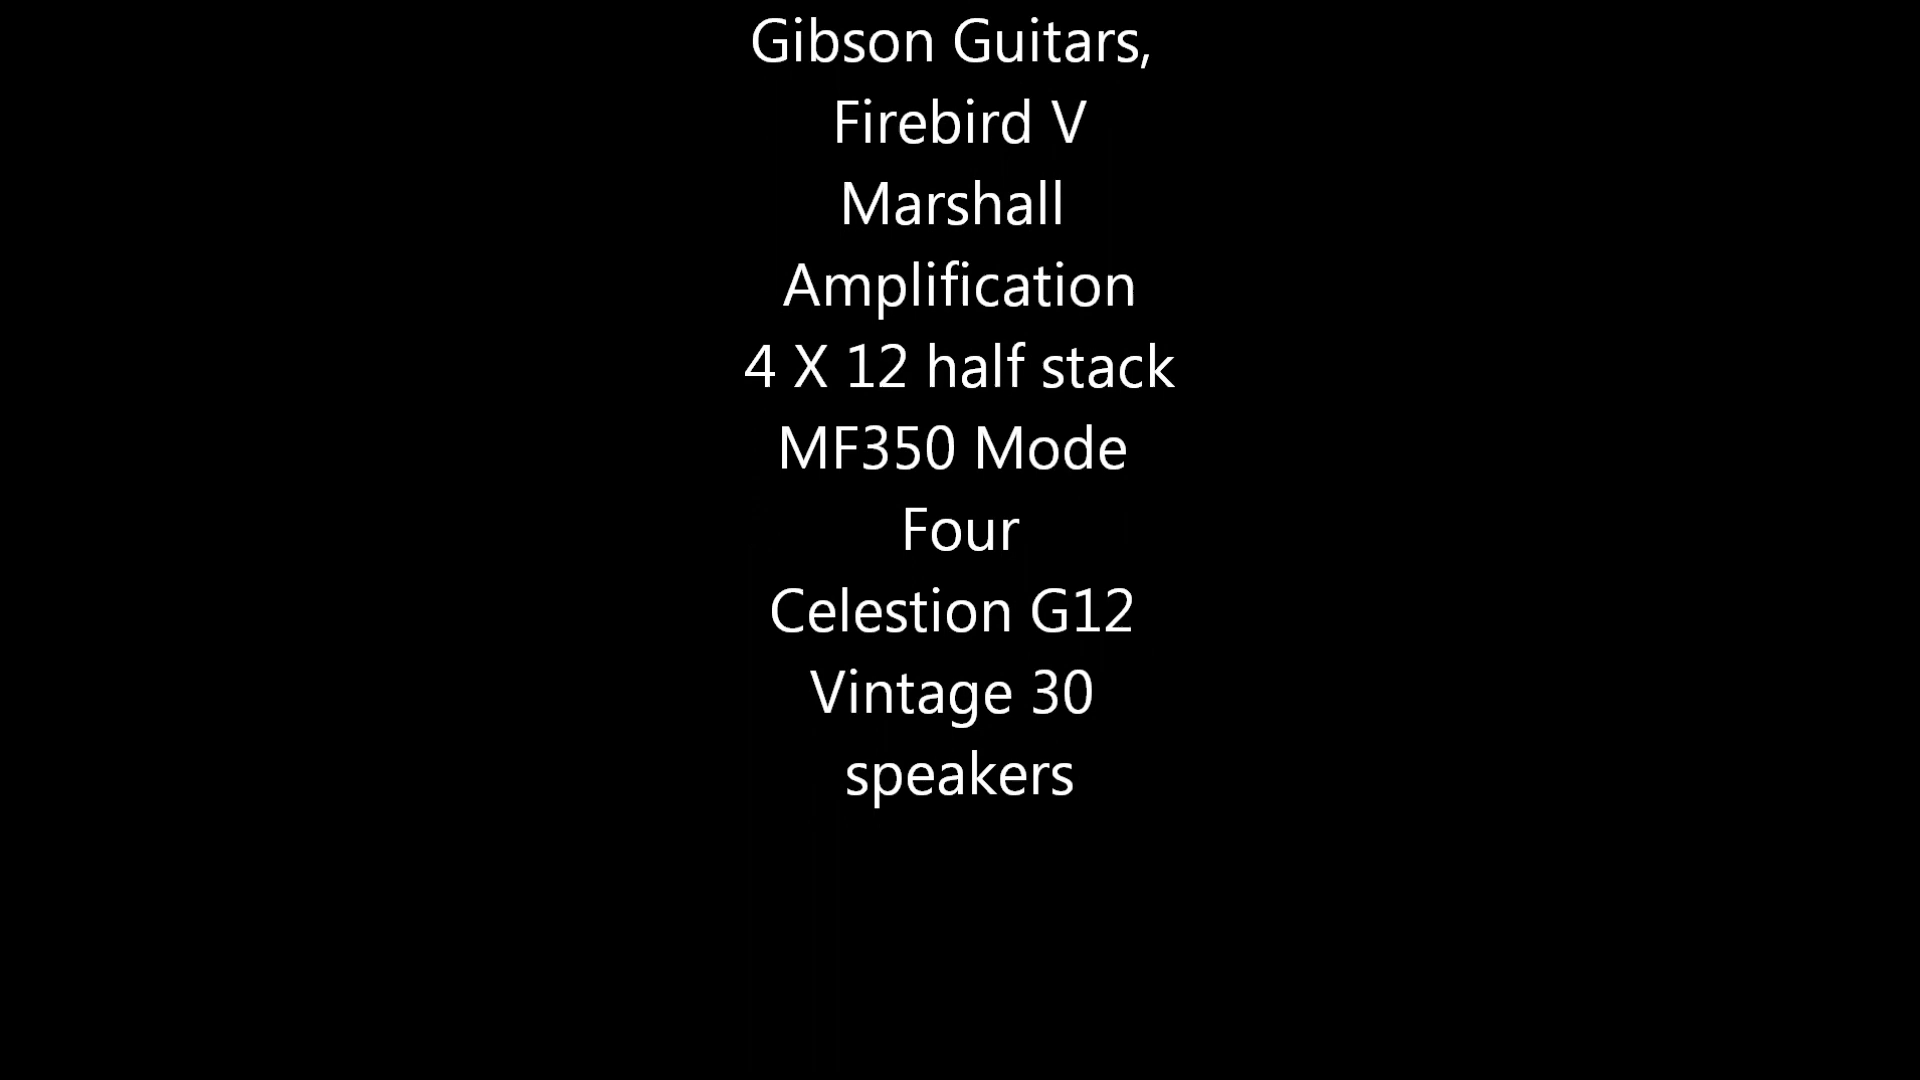 Gibson Guitars,
Firebird V
Marshall
Amplification
4 X 12 half stack
MF350 Mode
Four
Celestion G12
Vintage 30
speakers